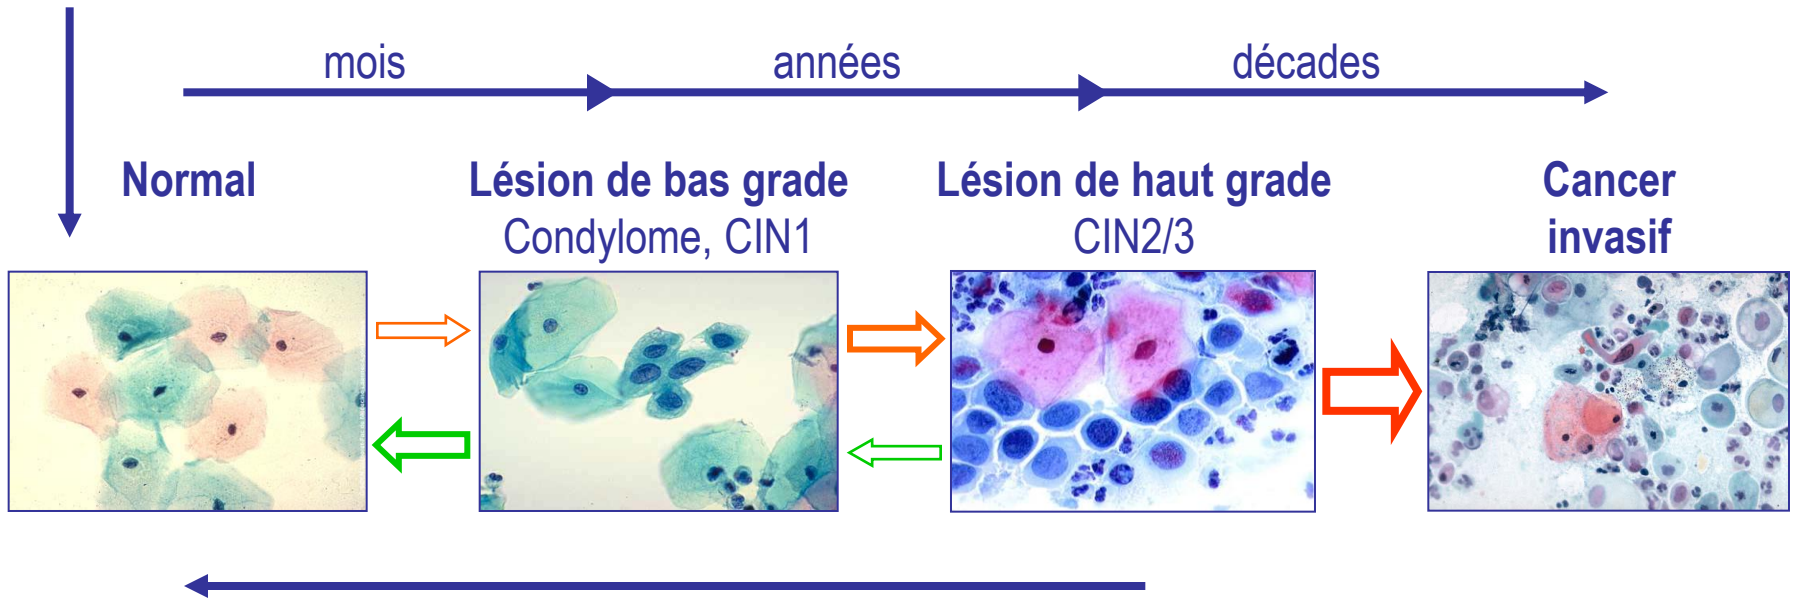 mois
années
décades
Normal
Lésion de bas grade
Condylome, CIN1
Lésion de haut grade
CIN2/3
Cancer
invasif